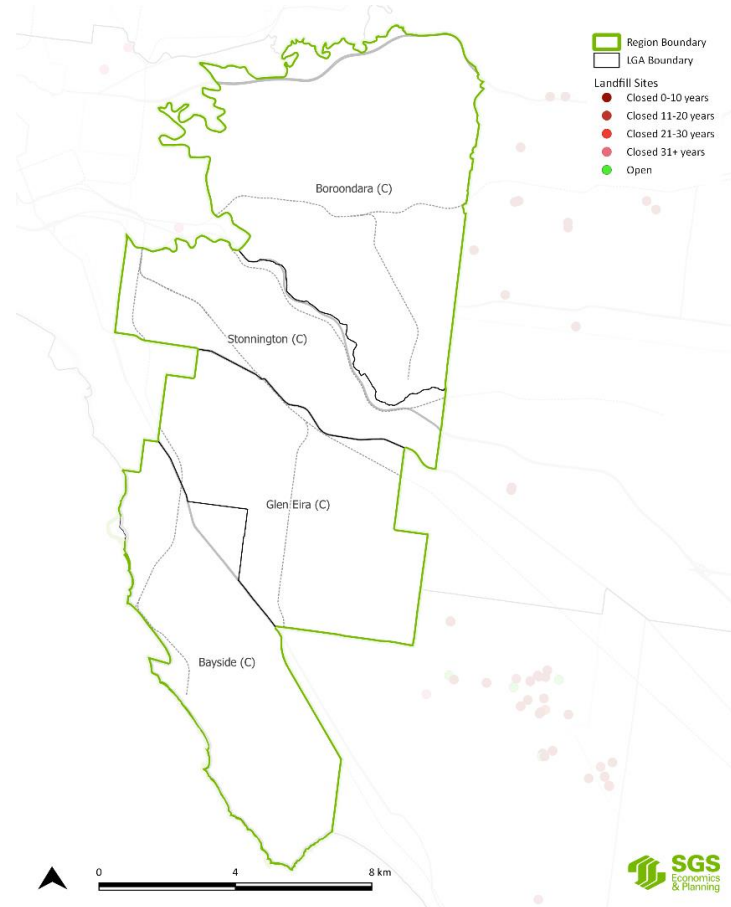 Region Boundary
LGA Boundary
Landfill Sites
Closed 0-10 years
Closed 11-20 years
Closed 21-30 years
Closed 31+ years
Open
Boroondara (C)
Stonnington (C)
Glen Eira (C)
Bayside (C)
0 4 8 km
SGS
Economics
& Planning